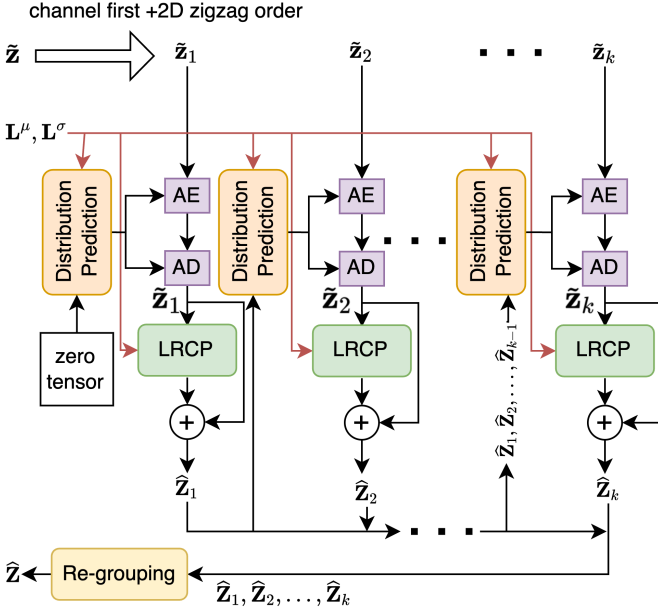 channel first +2D zigzag order
z̃ z̃₁ z̃₂ ... z̃ₖ
L^μ, L^σ
Distribution Prediction AE Distribution Prediction AE Distribution Prediction AE
AD AD ... AD
z̃₁ z̃₂ z̃ₖ
zero tensor
LRCP LRCP LRCP
ẑ₁, ẑ₂, ..., ẑₖ₋₁
+ + +
ẑ₁ ẑ₂ ẑₖ
...
ẑ Re-grouping
ẑ₁, ẑ₂, ..., ẑₖ